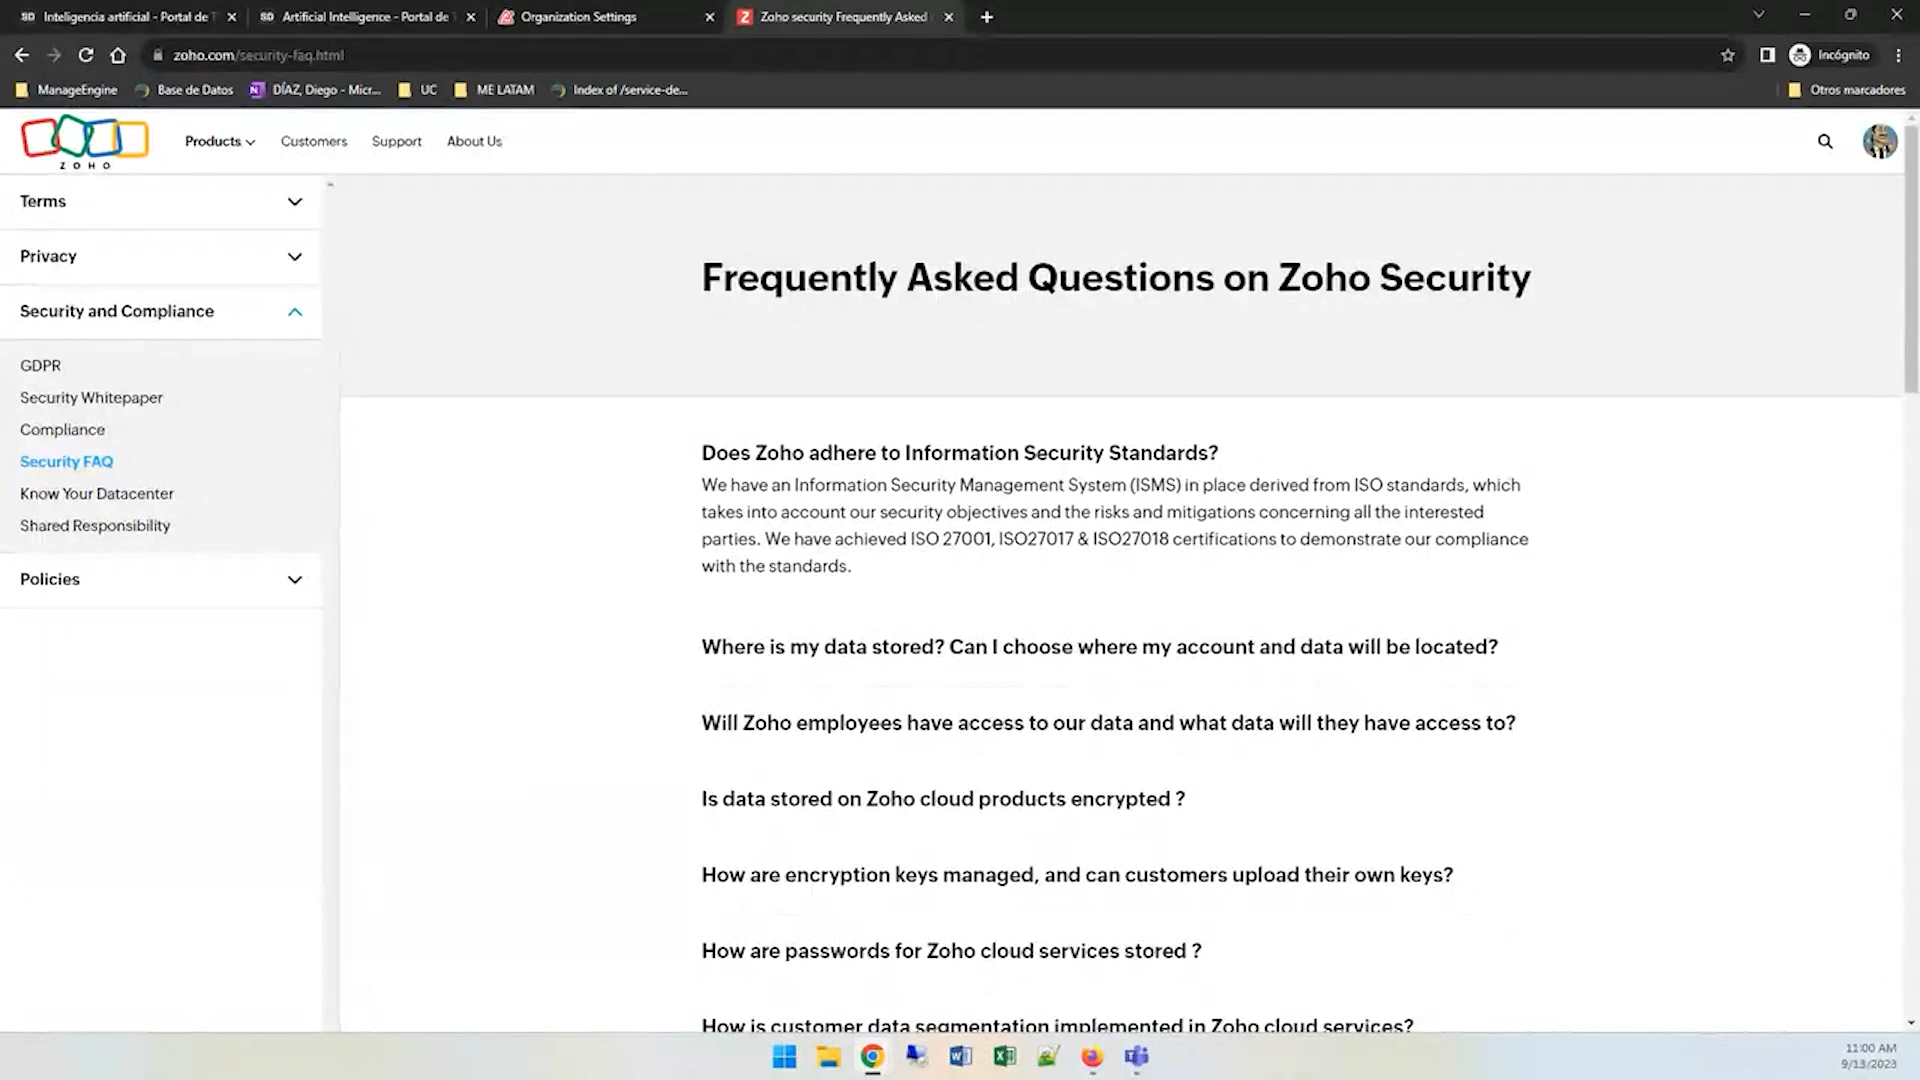 Inteligencia artificial - Portal de
Artificial Intelligence - Portal de
Organization Settings
Zoho security Frequently Asked
zoho.com/security-faq.html
Incógnito
ManageEngine
Base de Datos
DÍAZ, Diego - Micr...
UC
ME LATAM
Index of /service-de...
Otros marcadores
ZOHO
Products
Customers
Support
About Us
Terms
Privacy
Security and Compliance
GDPR
Security Whitepaper
Compliance
Security FAQ
Know Your Datacenter
Shared Responsibility
Policies
Frequently Asked Questions on Zoho Security
Does Zoho adhere to Information Security Standards?
We have an Information Security Management System (ISMS) in place derived from ISO standards, which
takes into account our security objectives and the risks and mitigations concerning all the interested
parties. We have achieved ISO 27001, ISO27017 & ISO27018 certifications to demonstrate our compliance
with the standards.
Where is my data stored? Can I choose where my account and data will be located?
Will Zoho employees have access to our data and what data will they have access to?
Is data stored on Zoho cloud products encrypted ?
How are encryption keys managed, and can customers upload their own keys?
How are passwords for Zoho cloud services stored ?
How is customer data segmentation implemented in Zoho cloud services?
11:00 AM
9/13/2023